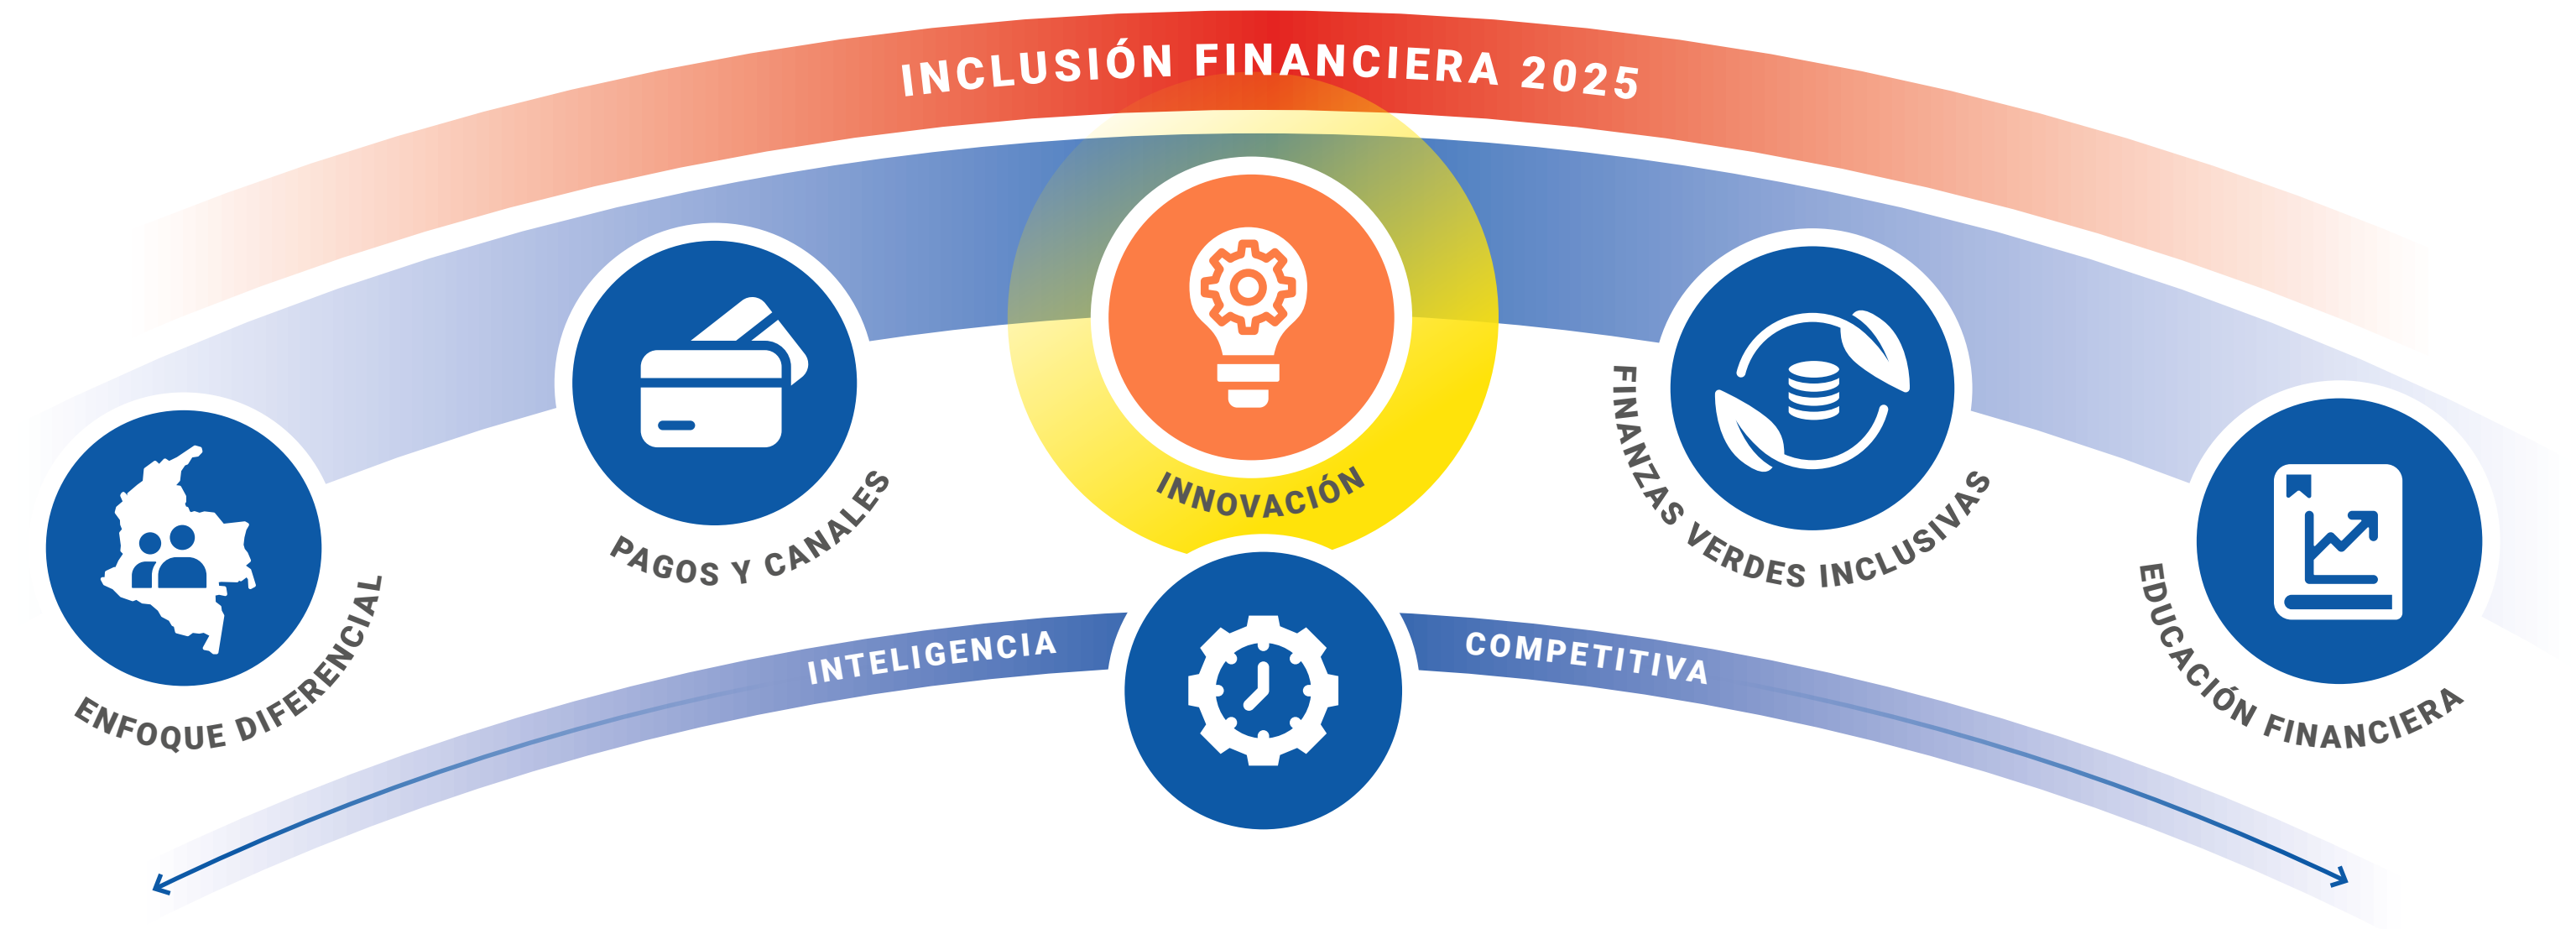 INCLUSIÓN FINANCIERA 2025
ENFOQUE DIFERENCIAL
PAGOS Y CANALES
INNOVACIÓN
FINANZAS VERDES INCLUSIVAS
EDUCACIÓN FINANCIERA
INTELIGENCIA COMPETITIVA